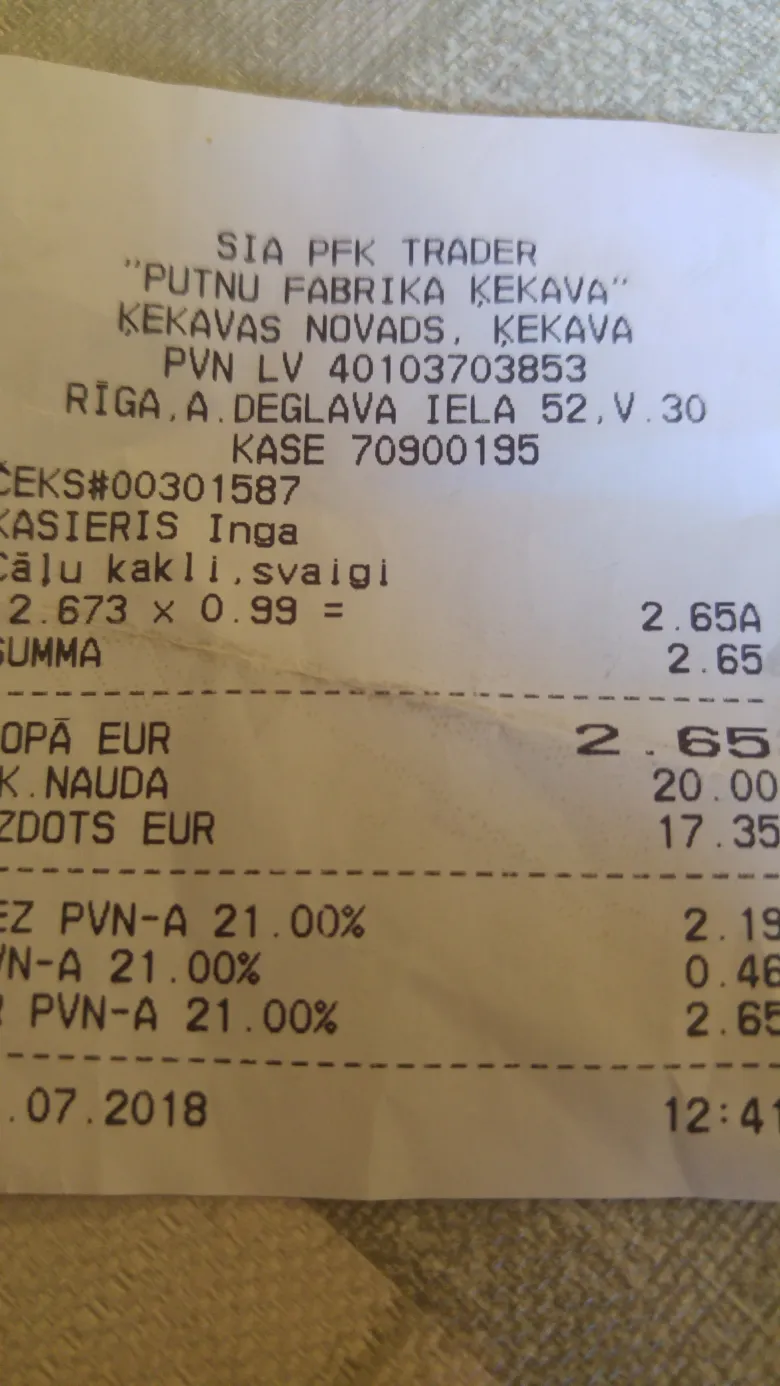 SIA PFK TRADER
"PUTNU FABRIKA ĶEKAVA"
ĶEKAVAS NOVADS, ĶEKAVA
PVN LV 40103703853
RĪGA,A.DEGLAVA IELA 52,V.30
KASE 70900195
ČEKS#00301587
KASIERIS Inga
Cāļu kakli,svaigi
2.673 x 0.99 = 2.65A
SUMMA 2.65
OPĀ EUR 2.65
K.NAUDA 20.00
ZDOTS EUR 17.35
EZ PVN-A 21.00% 2.19
VN-A 21.00% 0.46
R PVN-A 21.00% 2.65
.07.2018 12:41